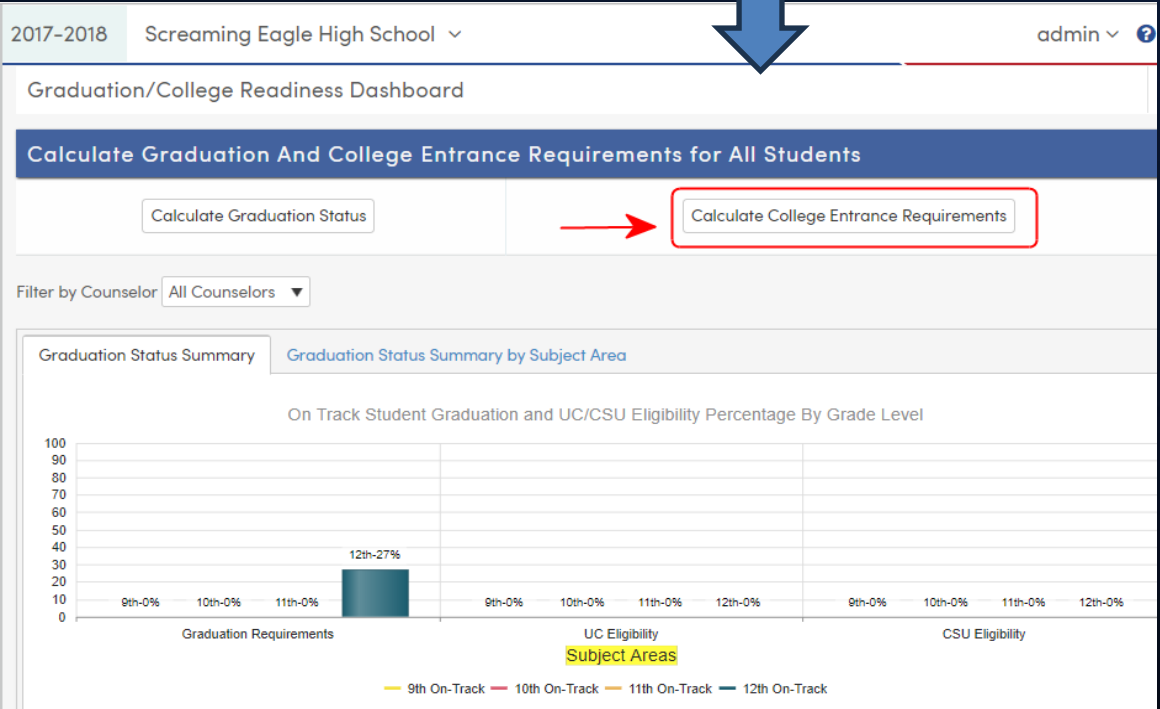 2017-2018 Screaming Eagle High School admin ?
Graduation/College Readiness Dashboard
Calculate Graduation And College Entrance Requirements for All Students
Calculate Graduation Status Calculate College Entrance Requirements
Filter by Counselor All Counselors
Graduation Status Summary Graduation Status Summary by Subject Area
On Track Student Graduation and UC/CSU Eligibility Percentage By Grade Level
100
90
80
70
60
50
40
30
20
10
0
12th-27%
9th-0% 10th-0% 11th-0% 9th-0% 10th-0% 11th-0% 12th-0% 9th-0% 10th-0% 11th-0% 12th-0%
Graduation Requirements UC Eligibility CSU Eligibility
Subject Areas
9th On-Track 10th On-Track 11th On-Track 12th On-Track